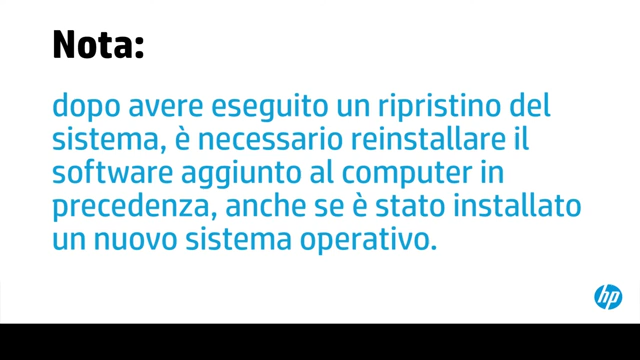 Nota:
dopo avere eseguito un ripristino del
sistema, è necessario reinstallare il
software aggiunto al computer in
precedenza, anche se è stato installato
un nuovo sistema operativo.
hp